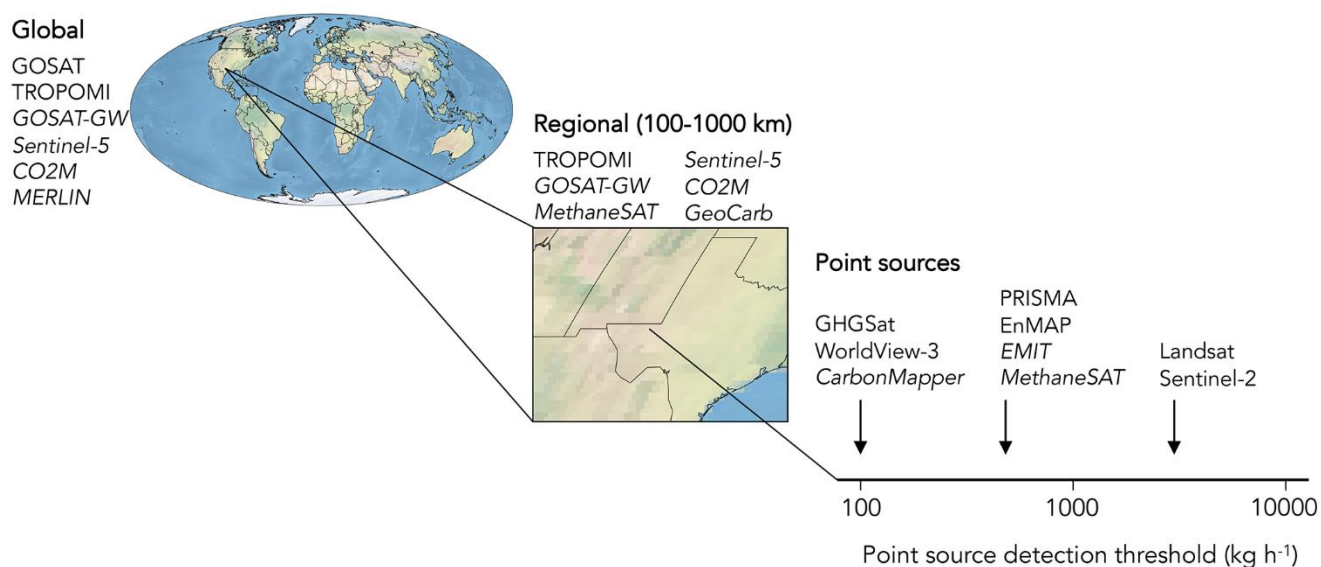 Global
GOSAT
TROPOMI
GOSAT-GW
Sentinel-5
CO2M
MERLIN
Regional (100-1000 km)
TROPOMI
GOSAT-GW
MethaneSAT
Sentinel-5
CO2M
GeoCarb
Point sources
GHGSat
WorldView-3
CarbonMapper
PRISMA
EnMAP
EMIT
MethaneSAT
Landsat
Sentinel-2
100 1000 10000
Point source detection threshold (kg h⁻¹)